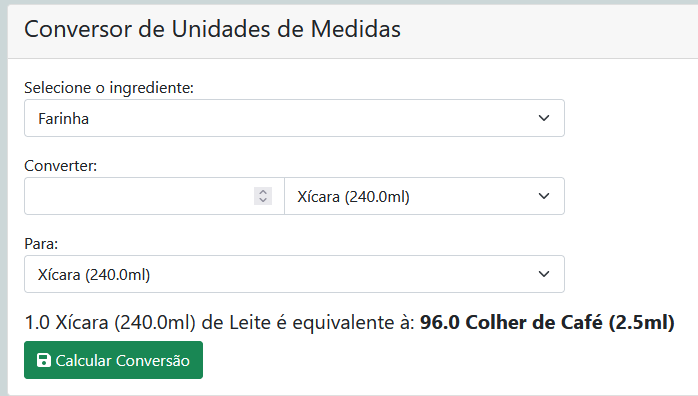 Conversor de Unidades de Medidas
Selecione o ingrediente:
Farinha
Converter:
Xícara (240.0ml)
Para:
Xícara (240.0ml)
1.0 Xícara (240.0ml) de Leite é equivalente à: 96.0 Colher de Café (2.5ml)
Calcular Conversão